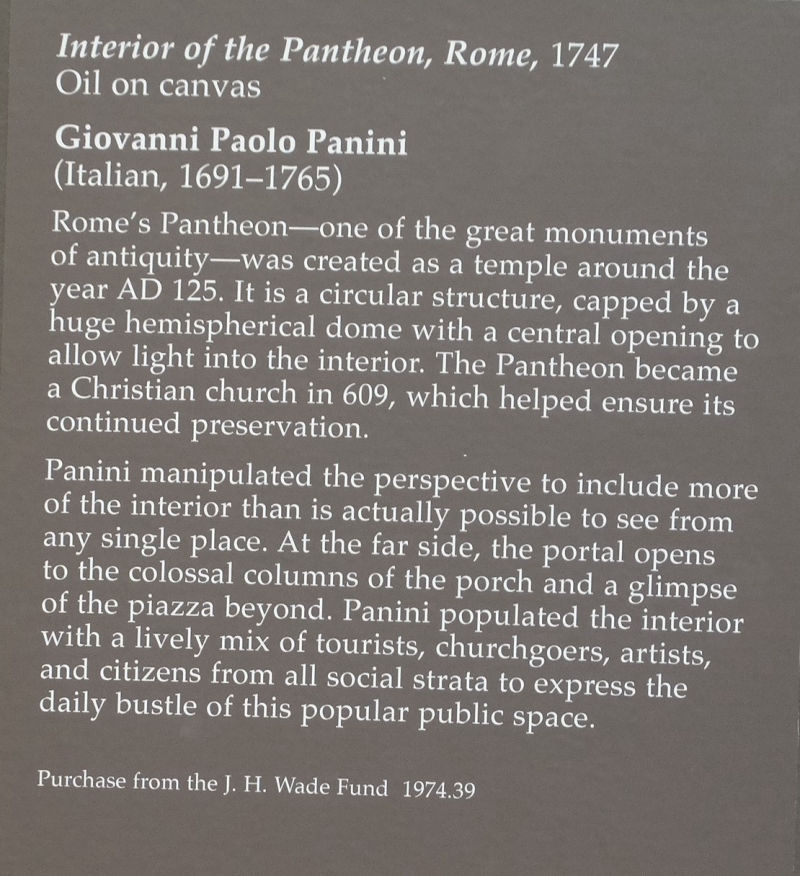 Interior of the Pantheon, Rome, 1747
Oil on canvas
Giovanni Paolo Panini
(Italian, 1691–1765)
Rome's Pantheon—one of the great monuments
of antiquity—was created as a temple around the
year AD 125. It is a circular structure, capped by a
huge hemispherical dome with a central opening to
allow light into the interior. The Pantheon became
a Christian church in 609, which helped ensure its
continued preservation.
Panini manipulated the perspective to include more
of the interior than is actually possible to see from
any single place. At the far side, the portal opens
to the colossal columns of the porch and a glimpse
of the piazza beyond. Panini populated the interior
with a lively mix of tourists, churchgoers, artists,
and citizens from all social strata to express the
daily bustle of this popular public space.
Purchase from the J. H. Wade Fund 1974.39